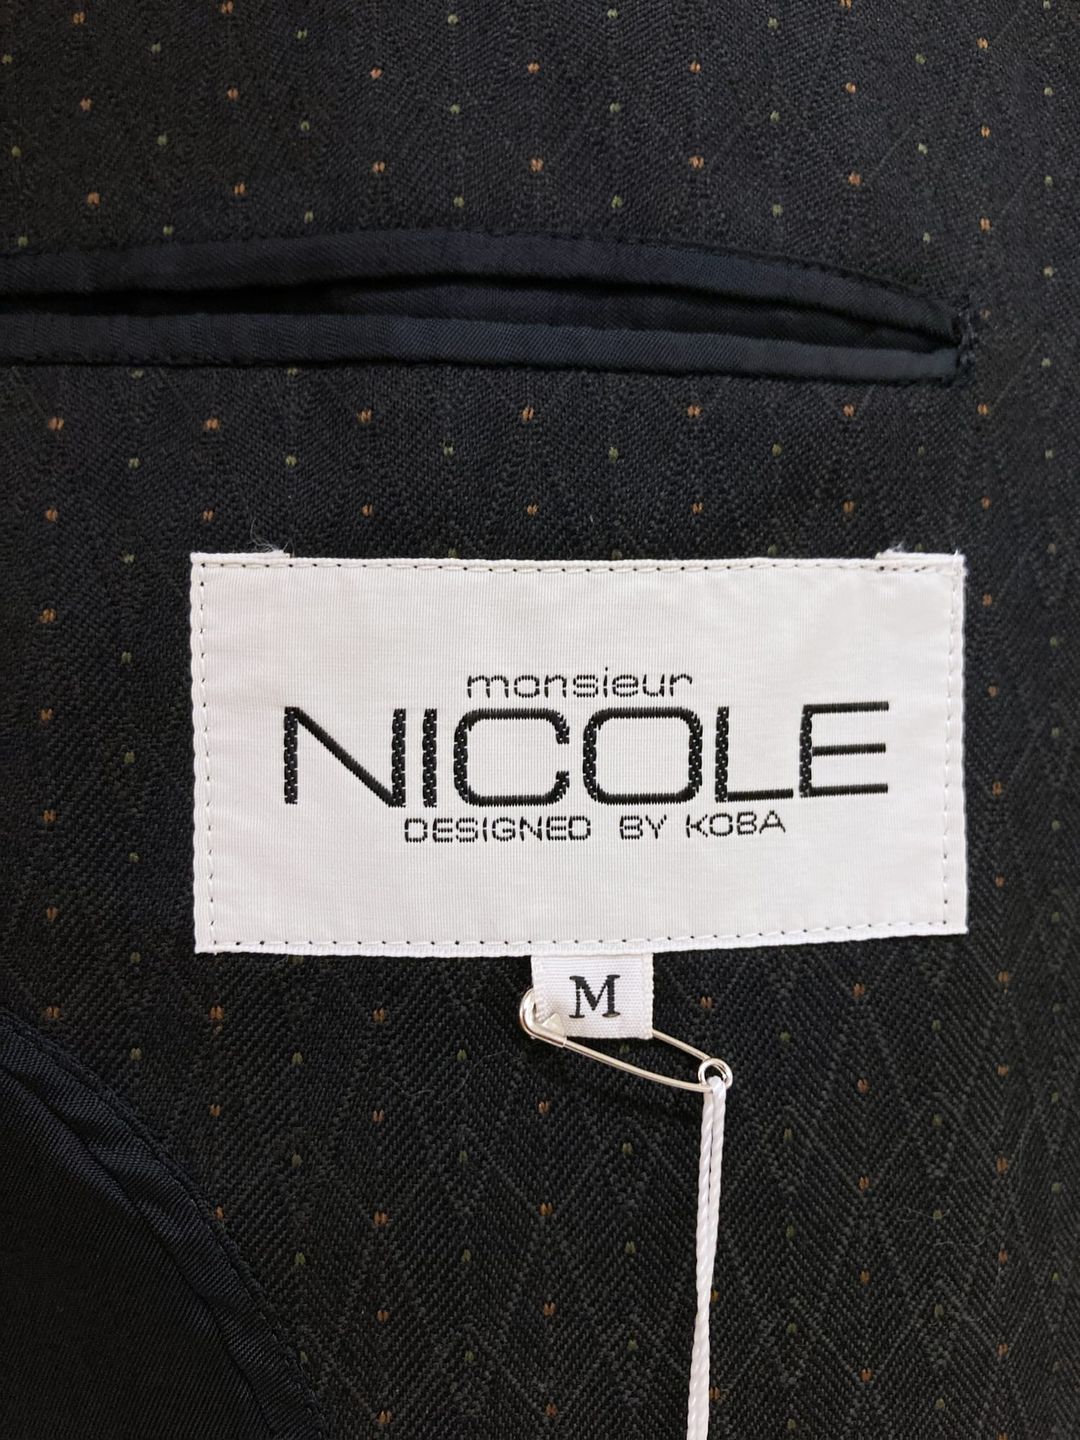 monsieur
NICOLE
DESIGNED BY KOBA
M